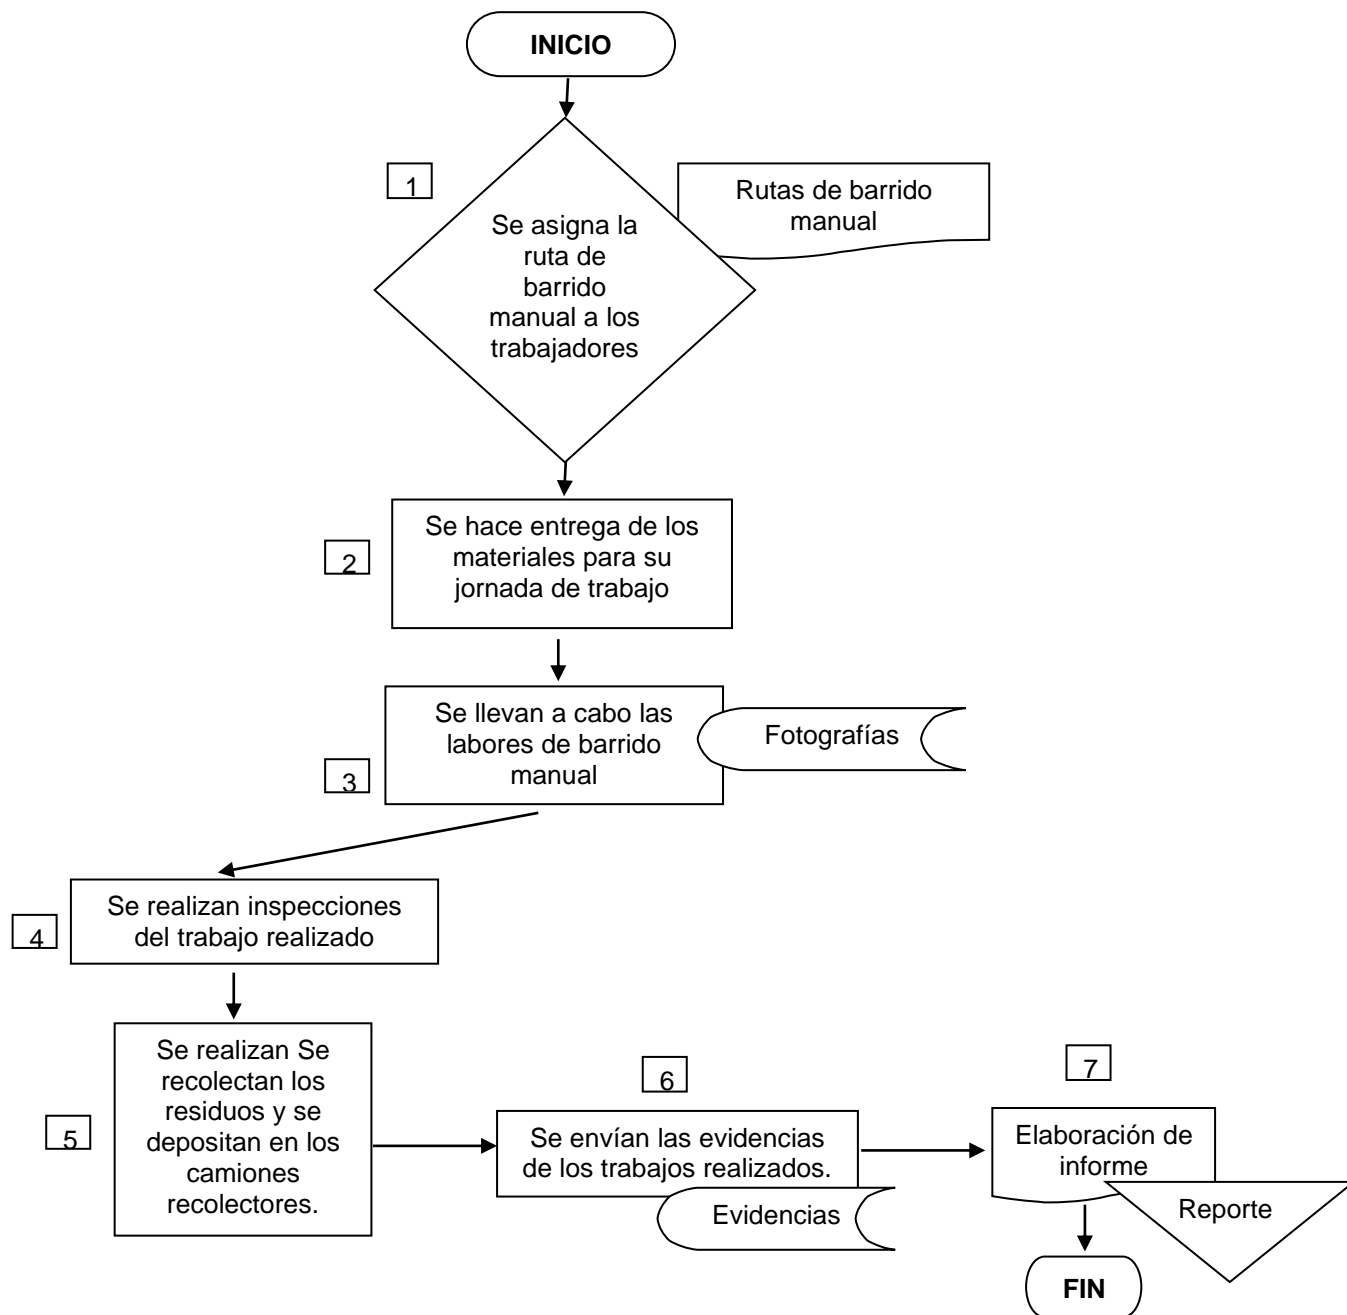 INICIO
1
Rutas de barrido
manual
Se asigna la
ruta de
barrido
manual a los
trabajadores
2
Se hace entrega de los
materiales para su
jornada de trabajo
3
Se llevan a cabo las
labores de barrido
manual
Fotografías
4
Se realizan inspecciones
del trabajo realizado
5
Se realizan Se
recolectan los
residuos y se
depositan en los
camiones
recolectores.
6
Se envían las evidencias
de los trabajos realizados.
Evidencias
7
Elaboración de
informe
Reporte
FIN